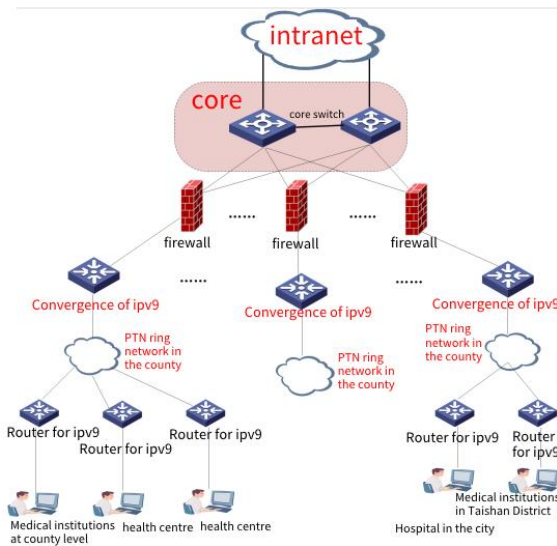 intranet
core
core switch
......
......
firewall
firewall
firewall
......
......
Convergence of ipv9
Convergence of ipv9
Convergence of ipv9
PTN ring
network in
the county
PTN ring
network in
the county
PTN ring
network in
the county
Router for ipv9
Router for ipv9
Router for ipv9
Router for ipv9
Router
for ipv9
Medical institutions
at county level
health centre
health centre
Medical institutions
in Taishan District
Hospital in the city